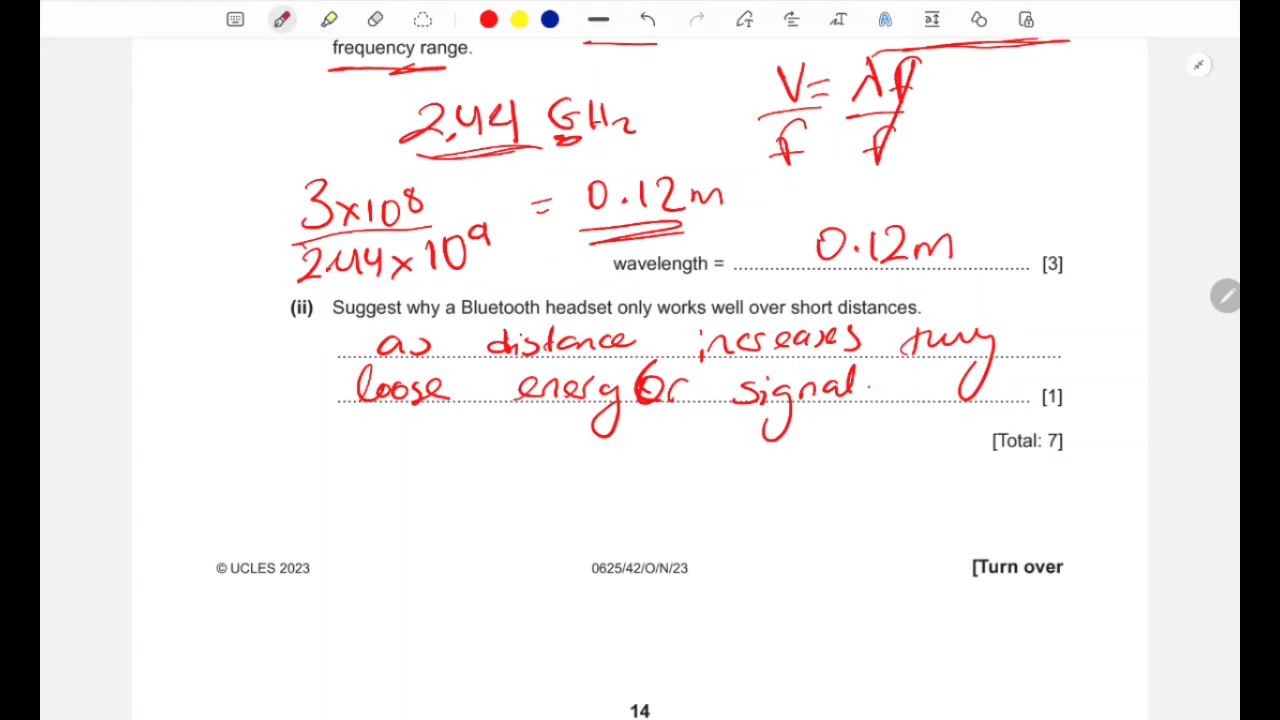 frequency range.
2.44 GHz
V = λf
f f
3×10⁸
2.44×10⁹
= 0.12m
0.12m
wavelength = ........................ [3]
(ii) Suggest why a Bluetooth headset only works well over short distances.
as distance increases they
loose energy or signal.
[1]
[Total: 7]
© UCLES 2023 0625/42/O/N/23 [Turn over
14